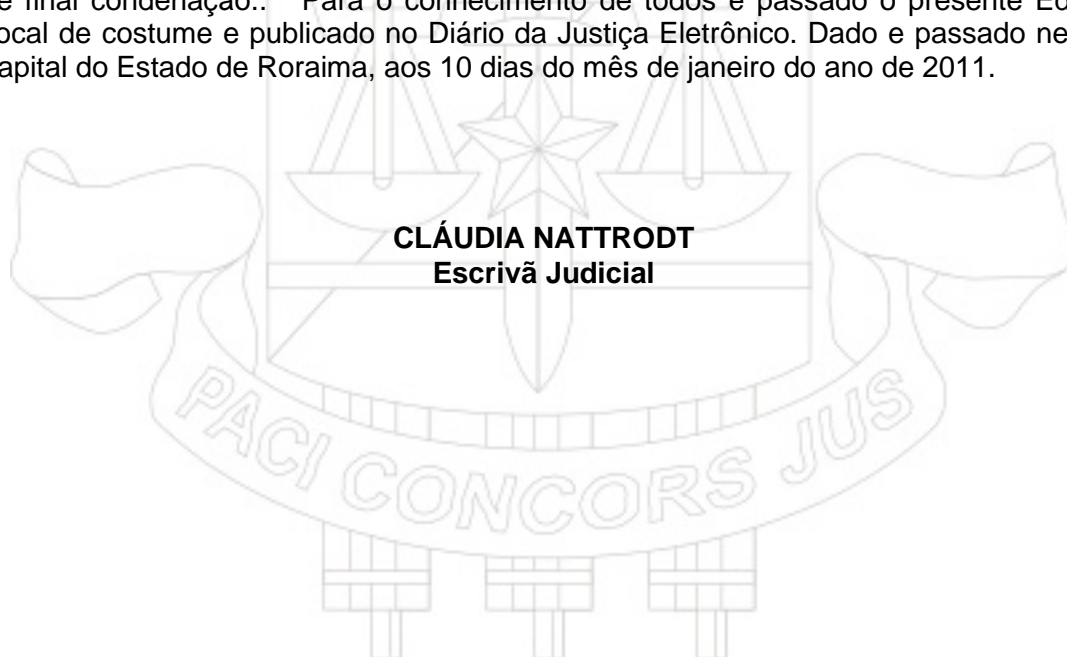 e final condenação.. Para o conhecimento de todos é passado o presente Ed
ocal de costume e publicado no Diário da Justiça Eletrônico. Dado e passado ne
apital do Estado de Roraima, aos 10 dias do mês de janeiro do ano de 2011.
CLÁUDIA NATTRODT
Escrivã Judicial
PACI CONCORS JUS